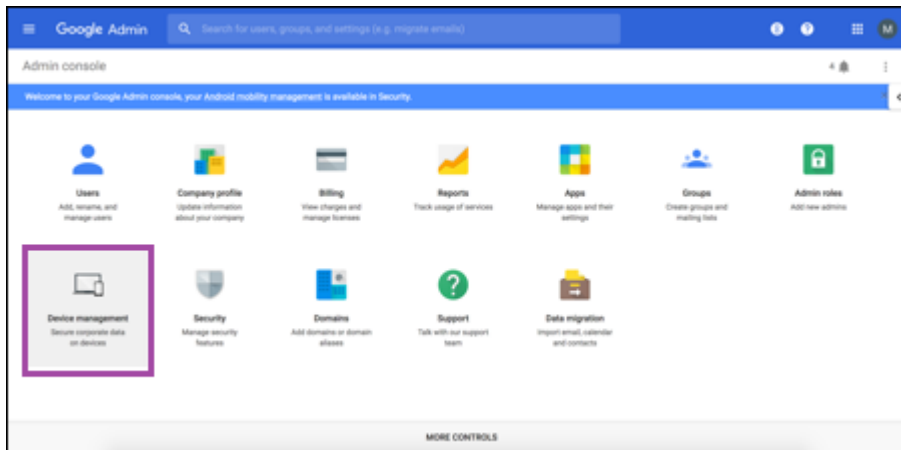 Google Admin
Search for users, groups, and settings (e.g. migrate emails)
M
Admin console
4
Welcome to your Google Admin console, your Android mobility management is available in Security.
Users
Add, rename, and
manage users
Company profile
Update information
about your company
Billing
View charges and
manage licenses
Reports
Track usage of services
Apps
Manage apps and their
settings
Groups
Create groups and
mailing lists
Admin roles
Add new admins
Device management
Secure corporate data
on devices
Security
Manage security
features
Domains
Add domains or domain
aliases
Support
Talk with our support
team
Data migration
Import email, calendar
and contacts
MORE CONTROLS